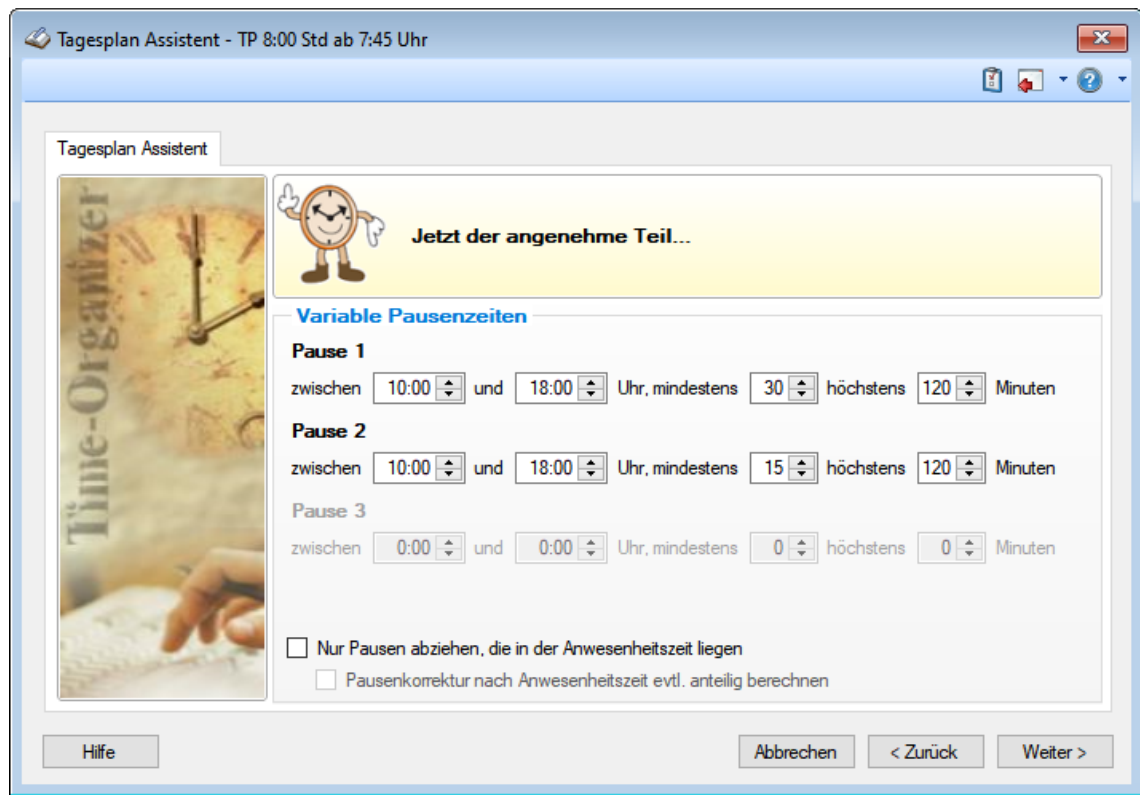 Tagesplan Assistent - TP 8:00 Std ab 7:45 Uhr
Tagesplan Assistent
Time-Organizer
Jetzt der angenehme Teil...
Variable Pausenzeiten
Pause 1
zwischen 10:00 und 18:00 Uhr, mindestens 30 höchstens 120 Minuten
Pause 2
zwischen 10:00 und 18:00 Uhr, mindestens 15 höchstens 120 Minuten
Pause 3
zwischen 0:00 und 0:00 Uhr, mindestens 0 höchstens 0 Minuten
Nur Pausen abziehen, die in der Anwesenheitszeit liegen
Pausenkorrektur nach Anwesenheitszeit evtl. anteilig berechnen
Hilfe Abbrechen < Zurück Weiter >